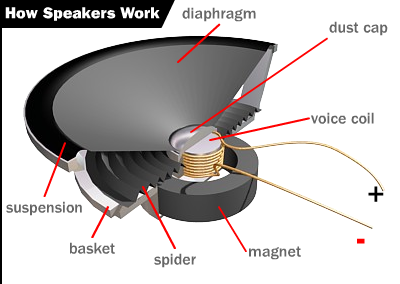 How Speakers Work
diaphragm
dust cap
voice coil
+
-
suspension
basket
spider
magnet